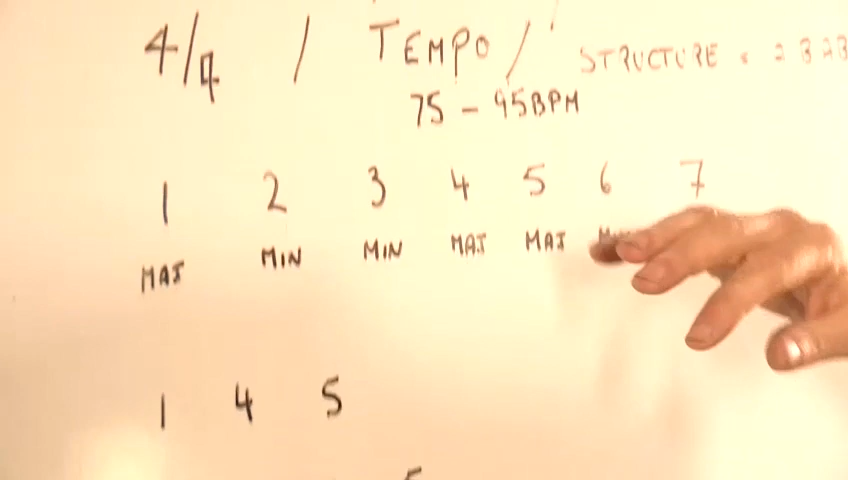 4/4 / TEMPO / STRUCTURE
75 - 95BPM
1 2 3 4 5 6 7
MAJ MIN MIN MAJ MAJ
1 4 5